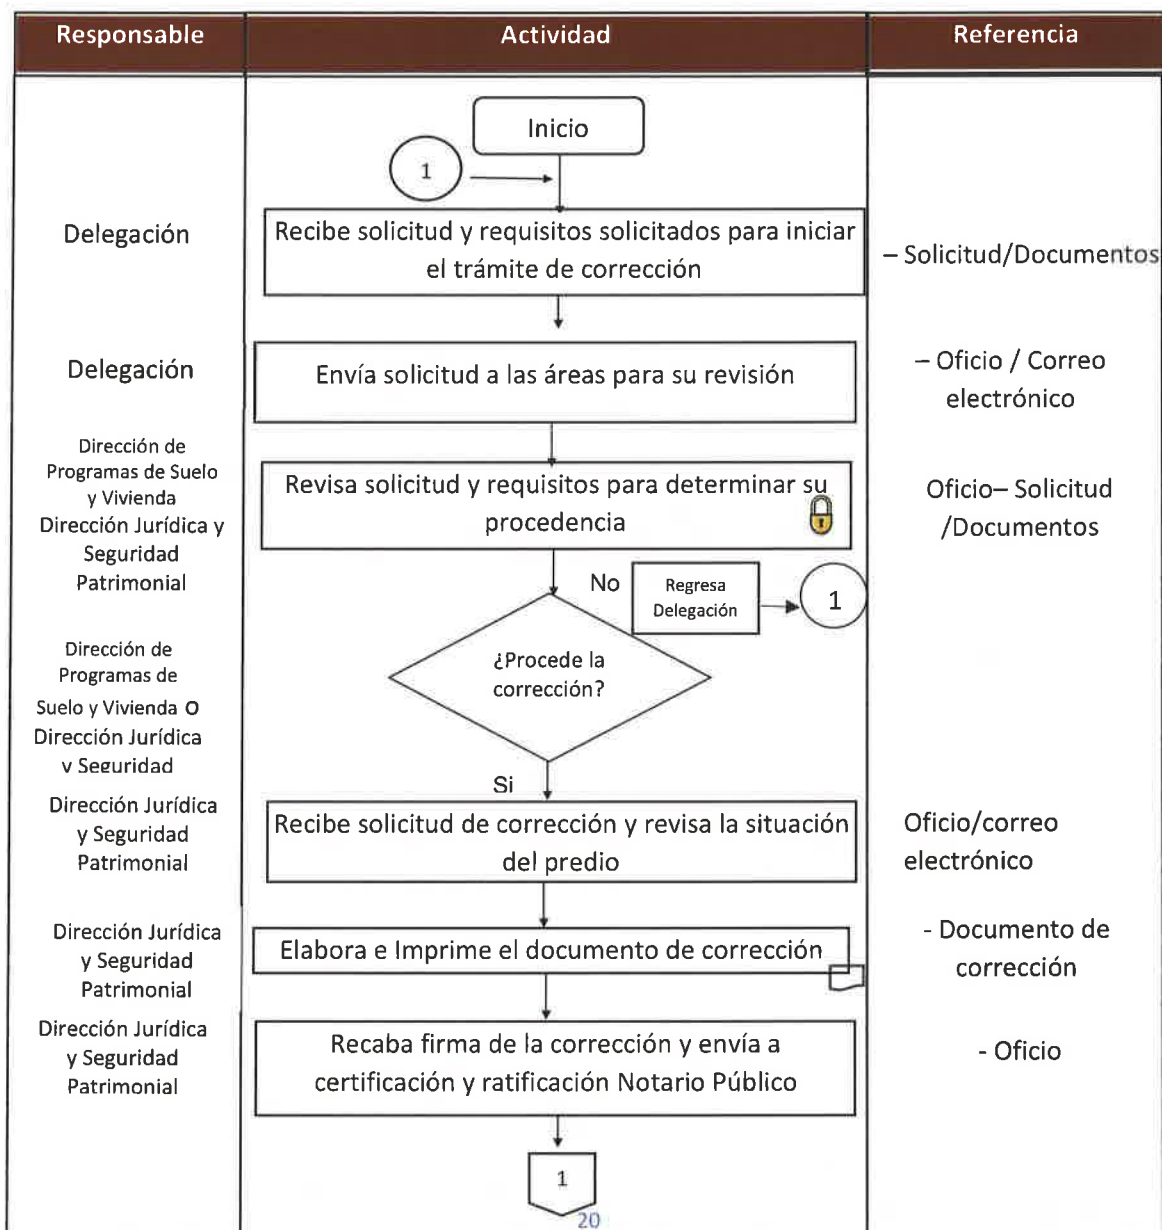 Responsable
Actividad
Referencia
Inicio
1
Delegación
Recibe solicitud y requisitos solicitados para iniciar
el trámite de corrección
– Solicitud/Documentos
Delegación
Envía solicitud a las áreas para su revisión
– Oficio / Correo
electrónico
Dirección de
Programas de Suelo
y Vivienda
Dirección Jurídica y
Seguridad
Patrimonial
Revisa solicitud y requisitos para determinar su
procedencia
Oficio– Solicitud
/Documentos
No
Regresa
Delegación
1
Dirección de
Programas de
Suelo y Vivienda O
Dirección Jurídica
y Seguridad
¿Procede la
corrección?
Si
Dirección Jurídica
y Seguridad
Patrimonial
Recibe solicitud de corrección y revisa la situación
del predio
Oficio/correo
electrónico
Dirección Jurídica
y Seguridad
Patrimonial
Elabora e Imprime el documento de corrección
- Documento de
corrección
Dirección Jurídica
y Seguridad
Patrimonial
Recaba firma de la corrección y envía a
certificación y ratificación Notario Público
- Oficio
1
20